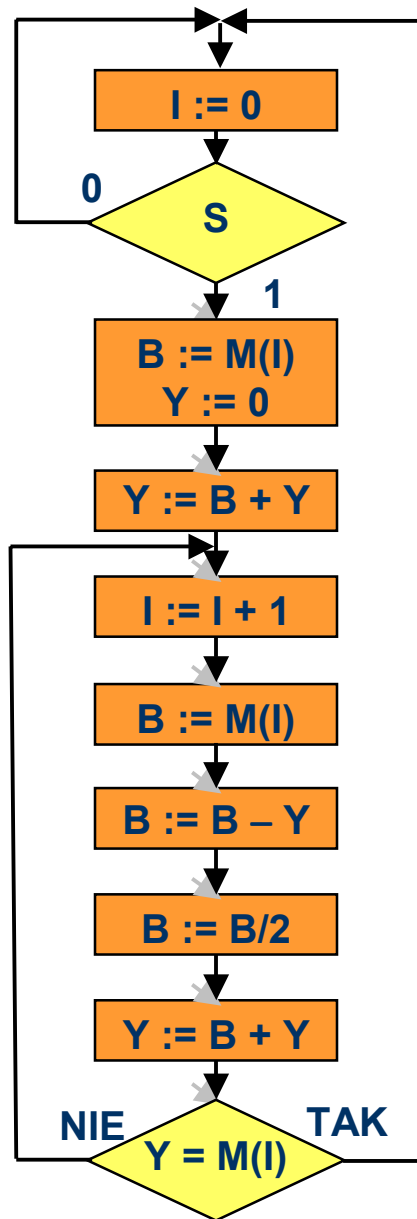 I := 0
0
S
1
B := M(I)
Y := 0
Y := B + Y
I := I + 1
B := M(I)
B := B – Y
B := B/2
Y := B + Y
NIE
TAK
Y = M(I)